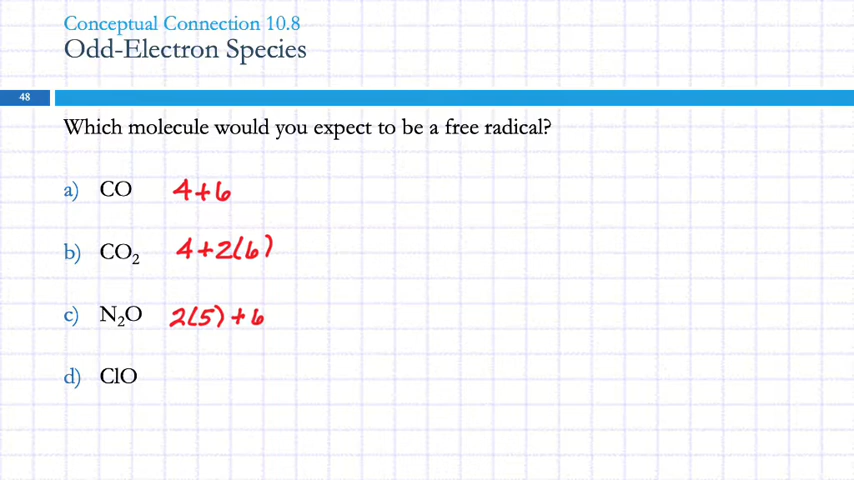 Conceptual Connection 10.8
Odd-Electron Species
48
Which molecule would you expect to be a free radical?
a) CO 4+6
b) CO₂ 4+2(6)
c) N₂O 2(5)+6
d) ClO